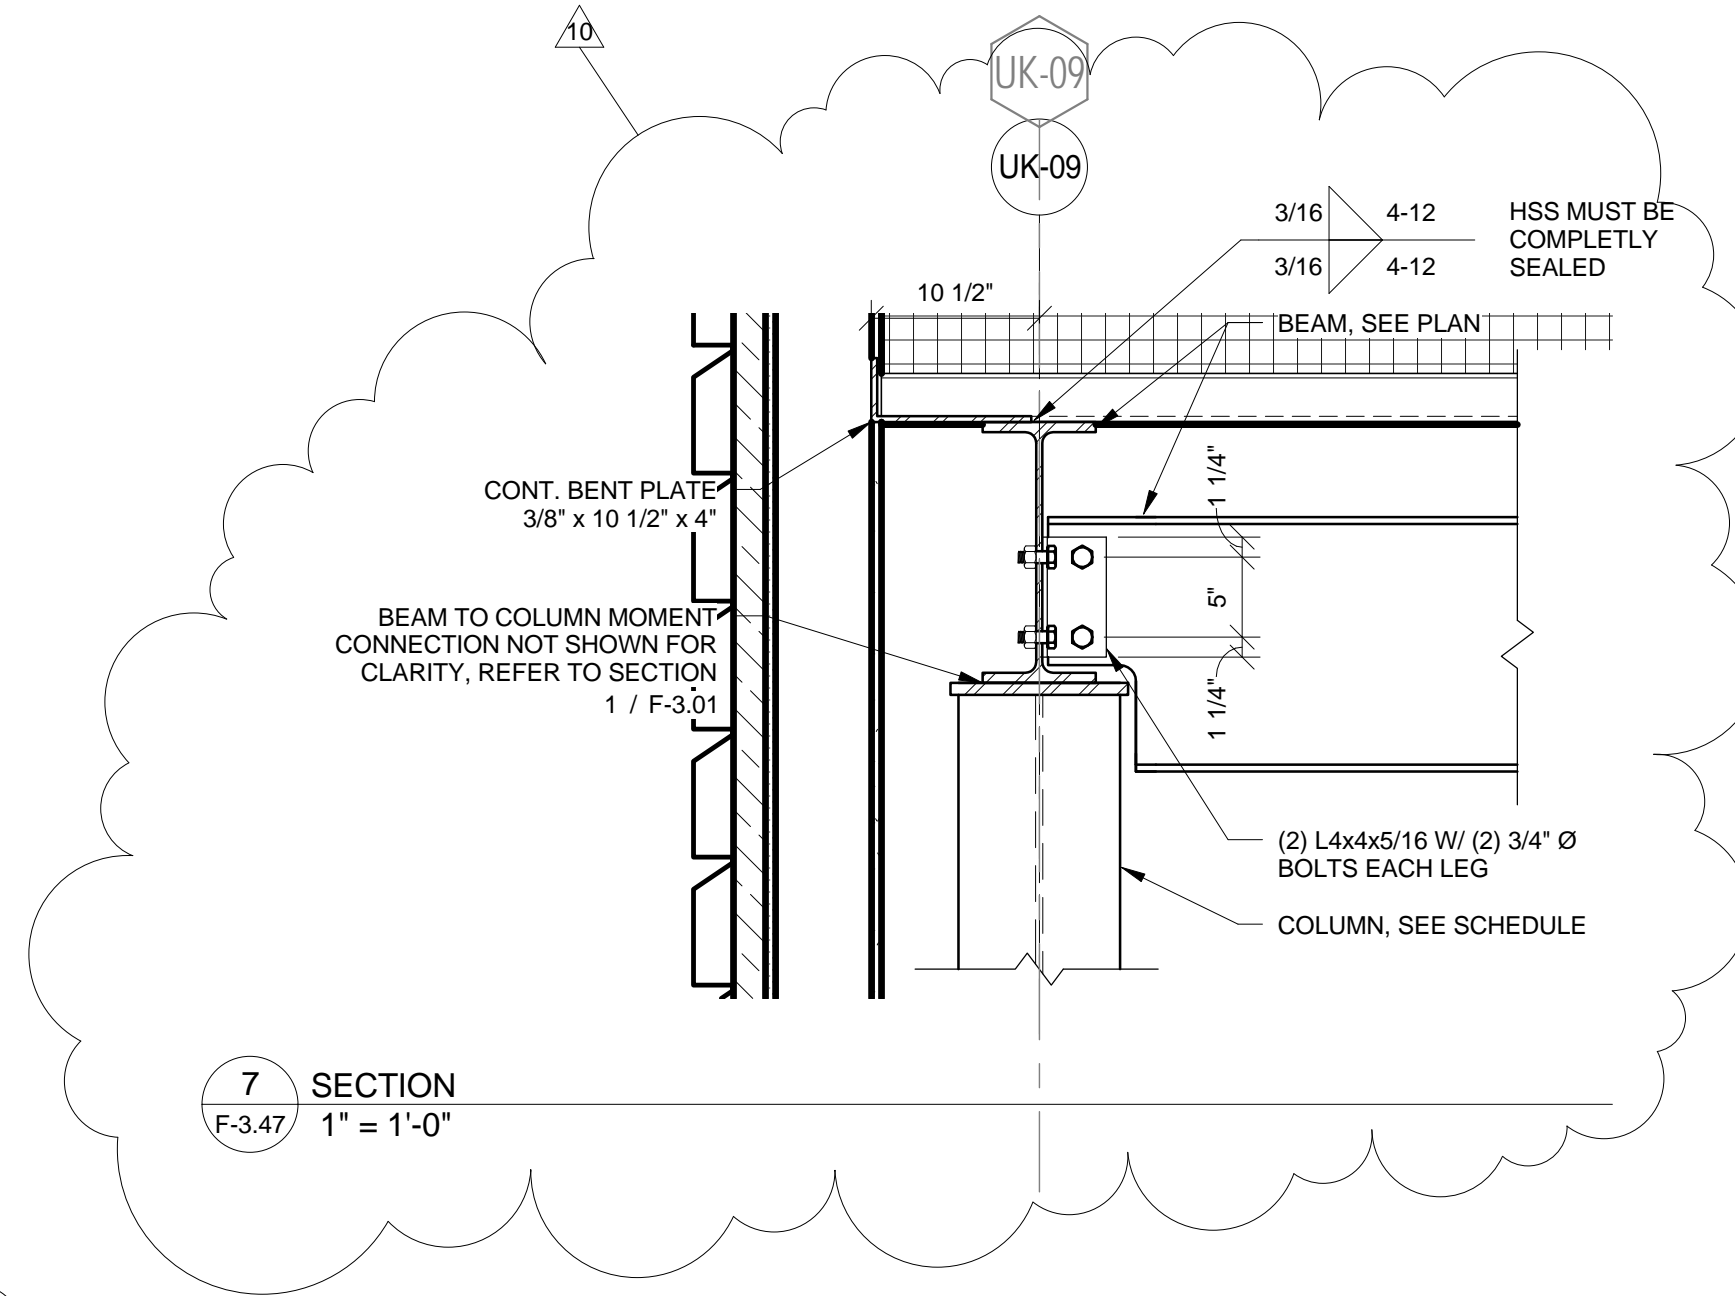 10
UK-09
UK-09
3/16
4-12
3/16
4-12
HSS MUST BE
COMPLETLY
SEALED
10 1/2"
BEAM, SEE PLAN
CONT. BENT PLATE
3/8" x 10 1/2" x 4"
1 1/4"
5"
1 1/4"
BEAM TO COLUMN MOMENT
CONNECTION NOT SHOWN FOR
CLARITY, REFER TO SECTION
1 / F-3.01
(2) L4x4x5/16 W/ (2) 3/4" Ø
BOLTS EACH LEG
COLUMN, SEE SCHEDULE
7
F-3.47
SECTION
1" = 1'-0"